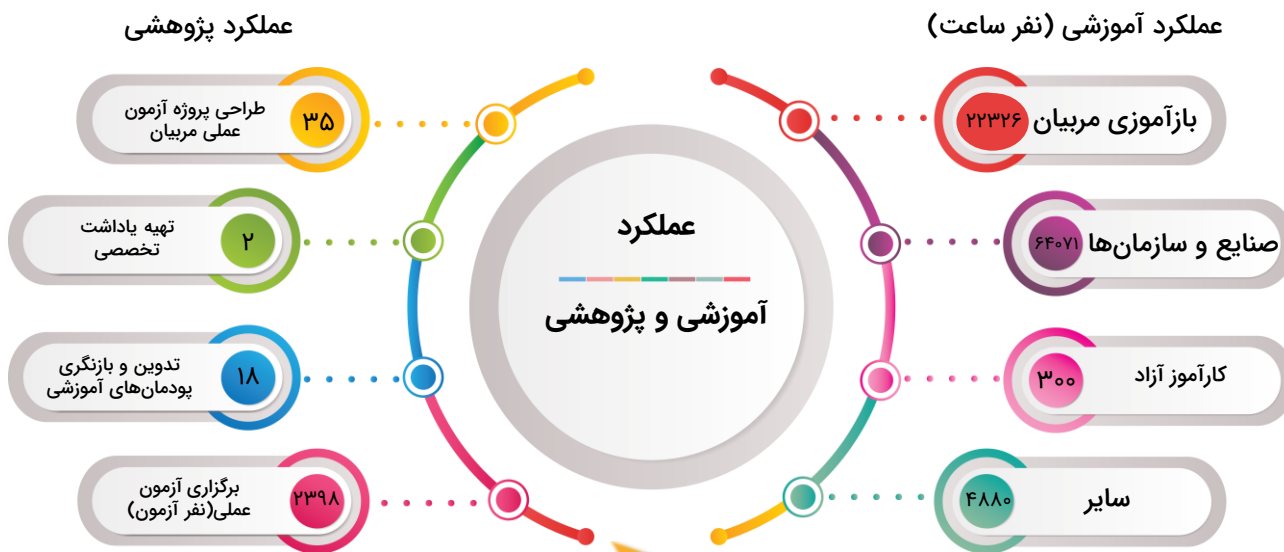 عملکرد آموزشی (نفر ساعت)
بازآموزی مربیان
۲۲۳۲۶
صنایع و سازمان‌ها
۶۴۰۷۱
کارآموز آزاد
۳۰۰
سایر
۴۸۸۰
عملکرد
آموزشی و پژوهشی
عملکرد پژوهشی
۳۵
طراحی پروژه آزمون
عملی مربیان
۲
تهیه یاداشت
تخصصی
۱۸
تدوین و بازنگری
پودمان‌های آموزشی
۲۳۹۸
برگزاری آزمون
عملی(نفر آزمون)